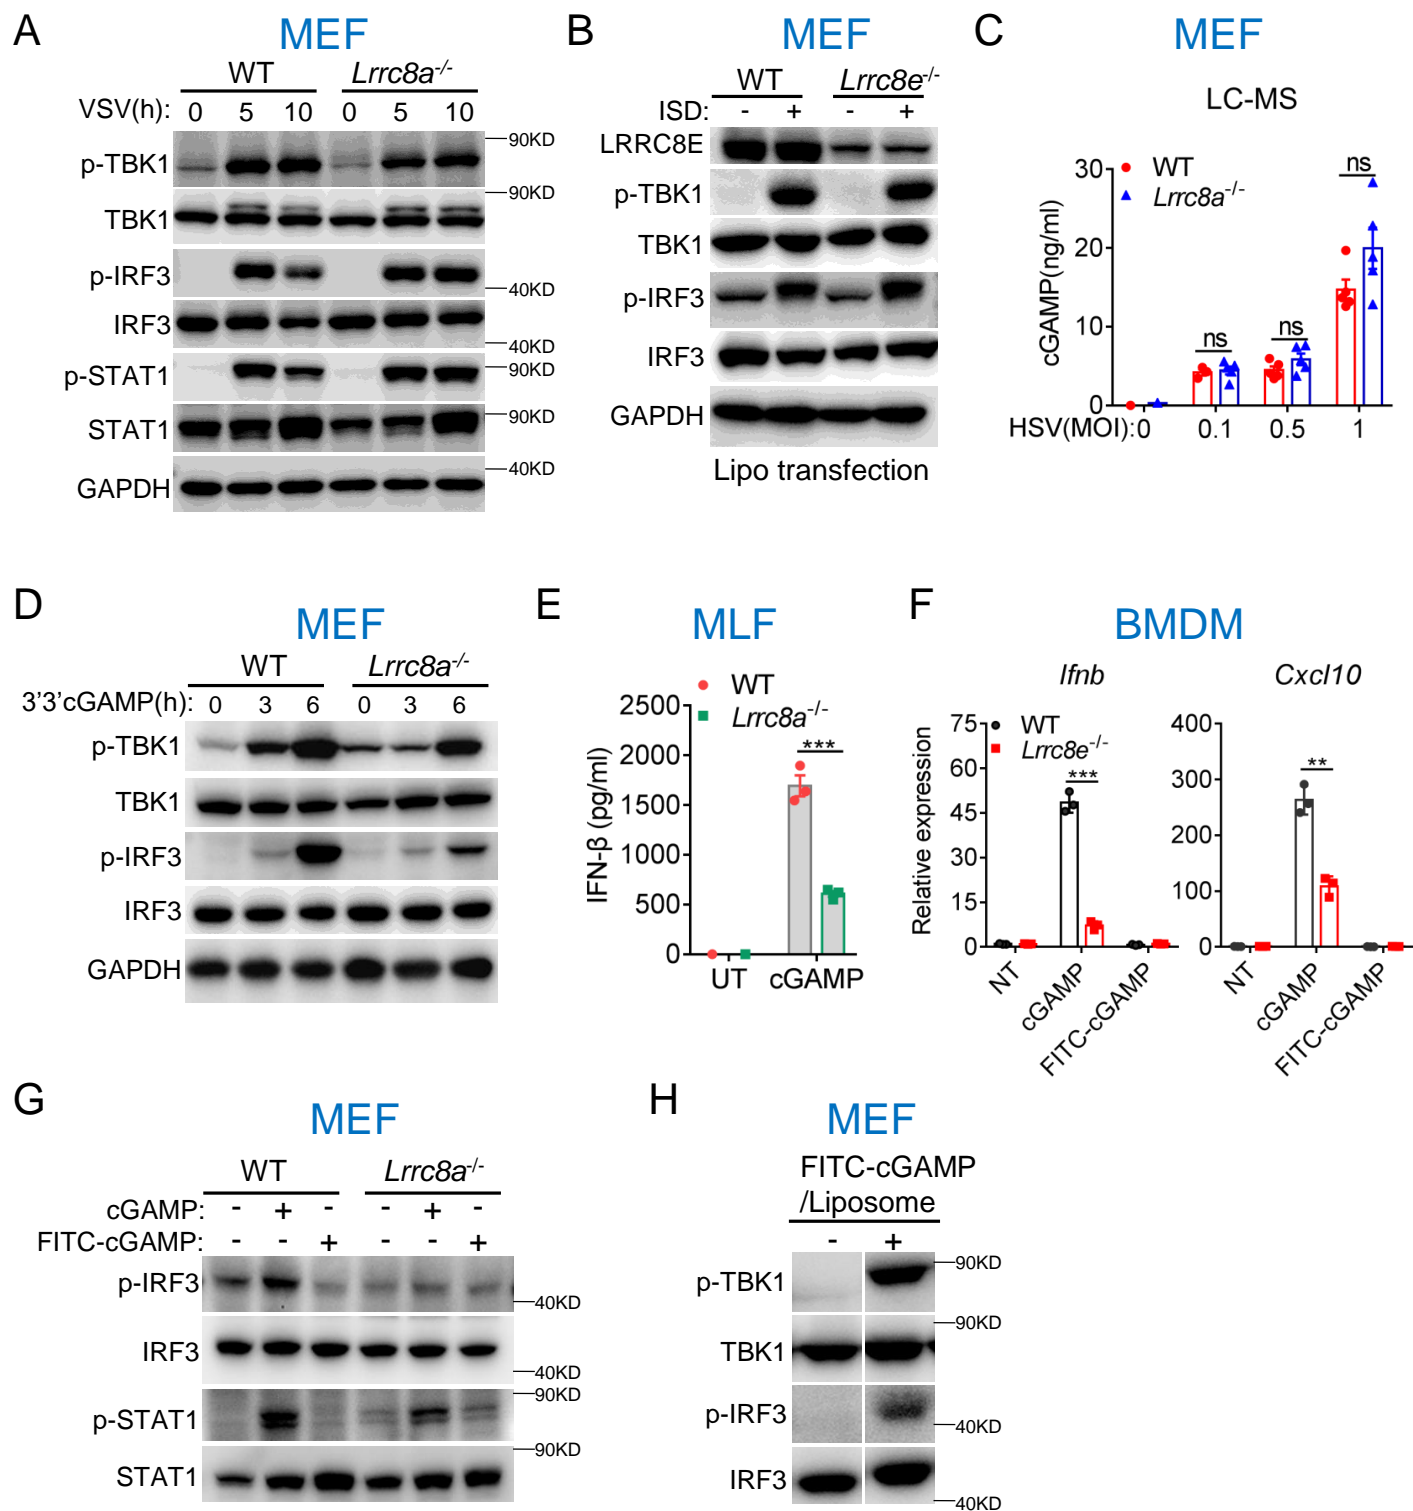 A
MEF
WT Lrrc8a-/-
VSV(h): 0 5 10 0 5 10
p-TBK1 90KD
TBK1 90KD
p-IRF3 40KD
IRF3 40KD
p-STAT1 90KD
STAT1 90KD
GAPDH 40KD
B
MEF
WT Lrrc8e-/-
ISD: - + - +
LRRC8E
p-TBK1
TBK1
p-IRF3
IRF3
GAPDH
Lipo transfection
C
MEF
LC-MS
WT
Lrrc8a-/-
cGAMP(ng/ml)
30
20
10
0
ns ns ns
HSV(MOI): 0 0.1 0.5 1
D
MEF
WT Lrrc8a-/-
3'3'cGAMP(h): 0 3 6 0 3 6
p-TBK1
TBK1
p-IRF3
IRF3
GAPDH
E
MLF
WT
Lrrc8a-/-
IFN-β (pg/ml)
2500
2000
1500
1000
500
0
***
UT cGAMP
F
BMDM
Ifnb
WT
Lrrc8e-/-
Relative expression
75
60
45
30
15
0
***
NT
cGAMP
FITC-cGAMP
Cxcl10
400
300
200
100
0
**
NT
cGAMP
FITC-cGAMP
G
MEF
WT Lrrc8a-/-
cGAMP: - + - - + -
FITC-cGAMP: - - + - - +
p-IRF3 40KD
IRF3 40KD
p-STAT1 90KD
STAT1 90KD
H
MEF
FITC-cGAMP
/Liposome
- +
p-TBK1 90KD
TBK1 90KD
p-IRF3 40KD
IRF3 40KD